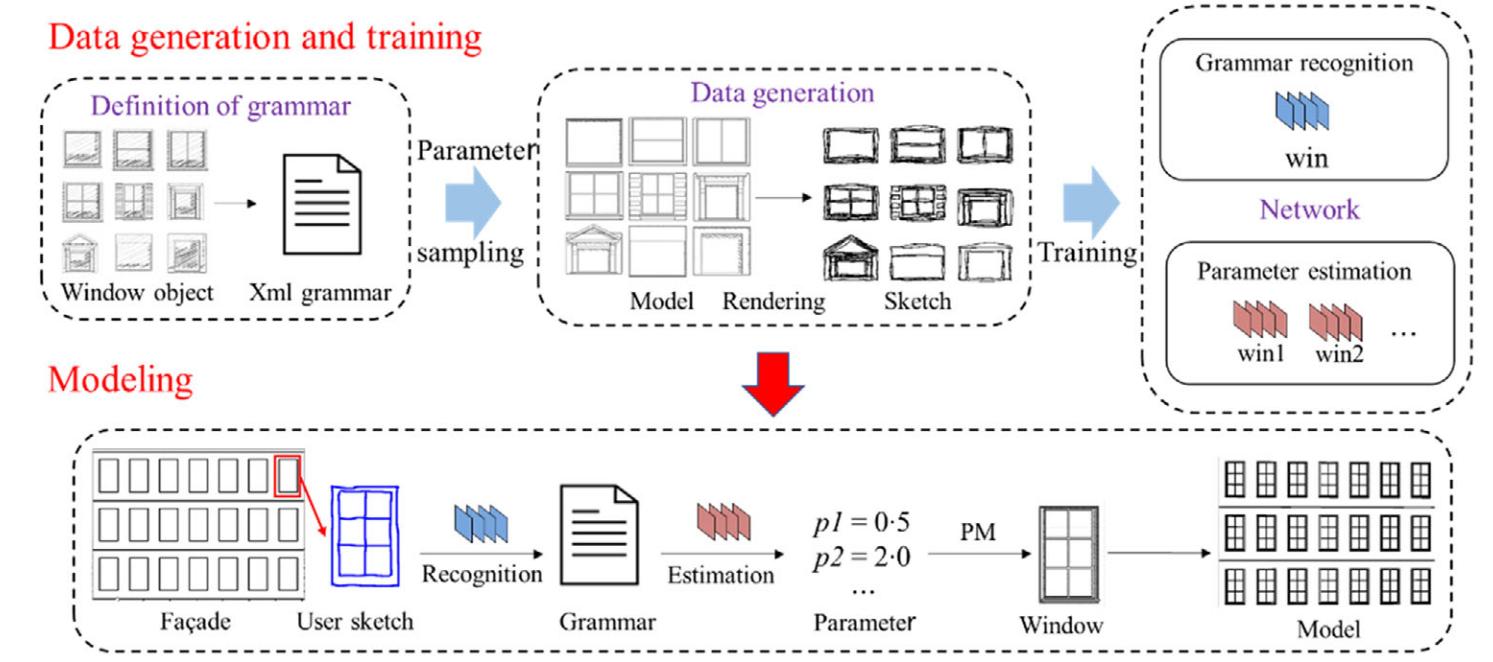 Data generation and training
Definition of grammar
Window object
Xml grammar
Parameter
sampling
Data generation
Model
Rendering
Sketch
Training
Grammar recognition
win
Network
Parameter estimation
win1
win2
...
Modeling
Façade
User sketch
Recognition
Grammar
Estimation
p1 = 0·5
p2 = 2·0
...
Parameter
PM
Window
Model